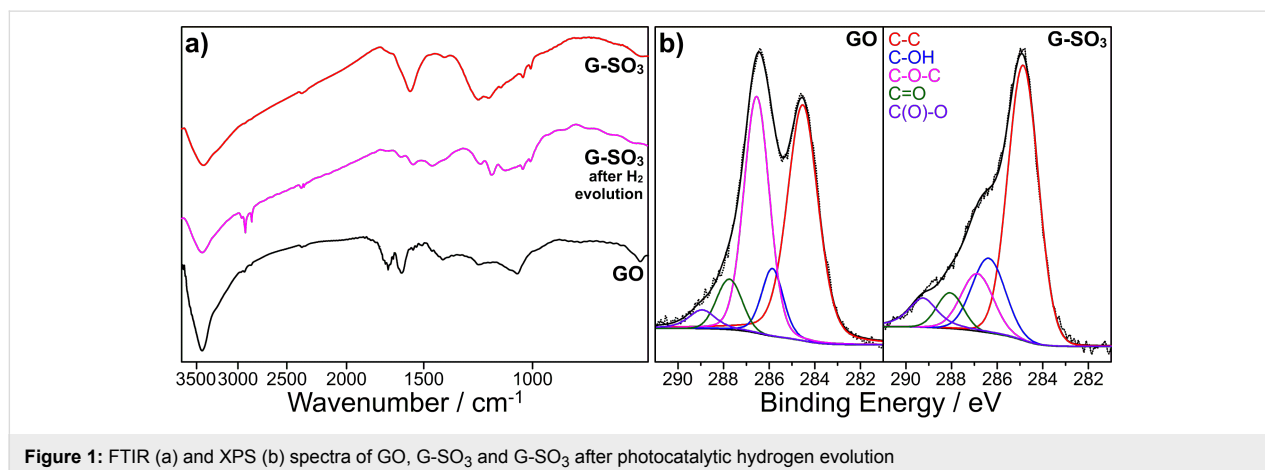 a)
G-SO₃
G-SO₃
after H₂
evolution
GO
3500 3000 2500 2000 1500 1000
Wavenumber / cm⁻¹
b)
GO
G-SO₃
C-C
C-OH
C-O-C
C=O
C(O)-O
290 288 286 284 282 290 288 286 284 282
Binding Energy / eV
Figure 1: FTIR (a) and XPS (b) spectra of GO, G-SO₃ and G-SO₃ after photocatalytic hydrogen evolution